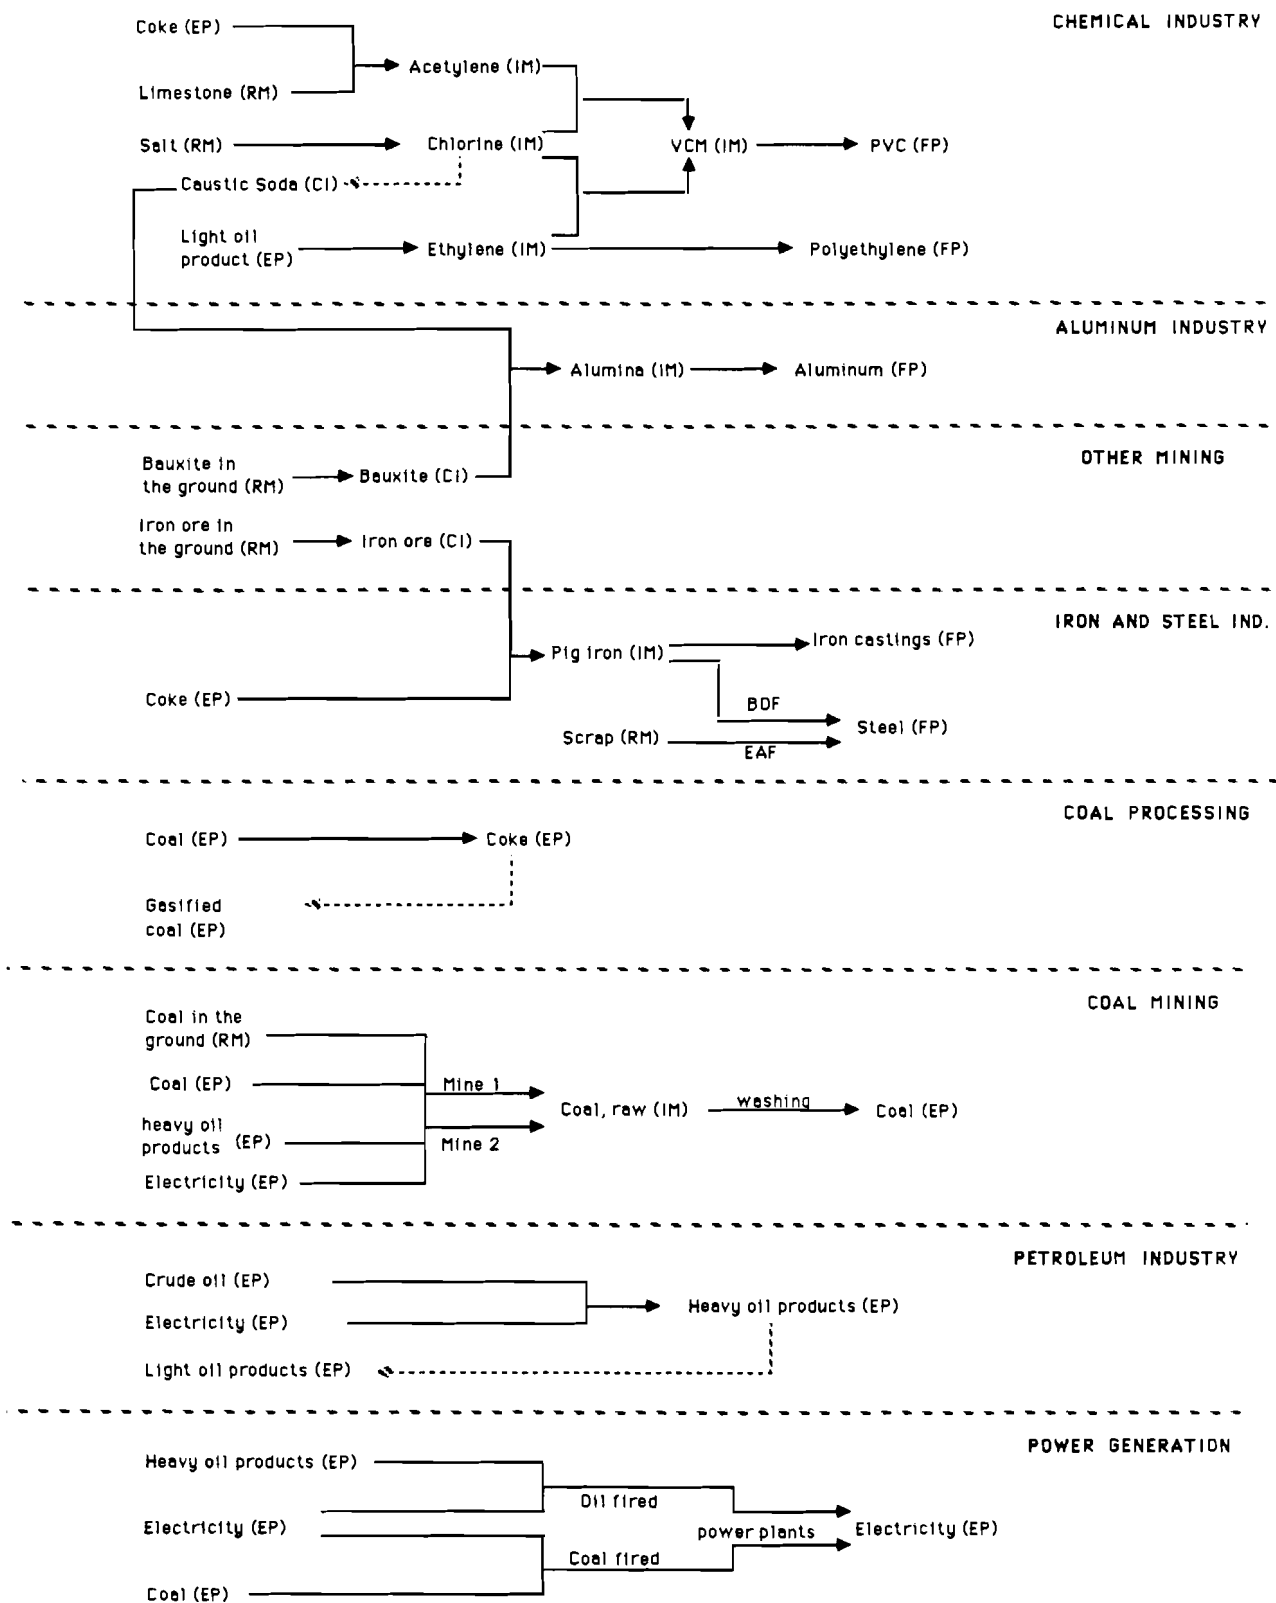 CHEMICAL INDUSTRY
Coke (EP)
Limestone (RM)
Acetylene (IM)
Salt (RM)
Chlorine (IM)
VCM (IM)
PVC (FP)
Caustic Soda (CI)
Light oil
product (EP)
Ethylene (IM)
Polyethylene (FP)
ALUMINUM INDUSTRY
Alumina (IM)
Aluminum (FP)
OTHER MINING
Bauxite in
the ground (RM)
Bauxite (CI)
Iron ore in
the ground (RM)
Iron ore (CI)
IRON AND STEEL IND.
Pig iron (IM)
Iron castings (FP)
Coke (EP)
BOF
Steel (FP)
Scrap (RM)
EAF
COAL PROCESSING
Coal (EP)
Coke (EP)
Gasified
coal (EP)
COAL MINING
Coal in the
ground (RM)
Coal (EP)
Mine 1
Coal, raw (IM)
washing
Coal (EP)
heavy oil
products (EP)
Mine 2
Electricity (EP)
PETROLEUM INDUSTRY
Crude oil (EP)
Heavy oil products (EP)
Electricity (EP)
Light oil products (EP)
POWER GENERATION
Heavy oil products (EP)
Oil fired
Electricity (EP)
power plants
Electricity (EP)
Coal fired
Coal (EP)